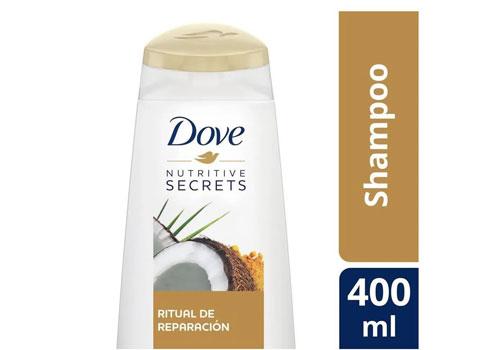 Dove
NUTRITIVE
SECRETS
RITUAL DE
REPARACIÓN
Shampoo
400
ml